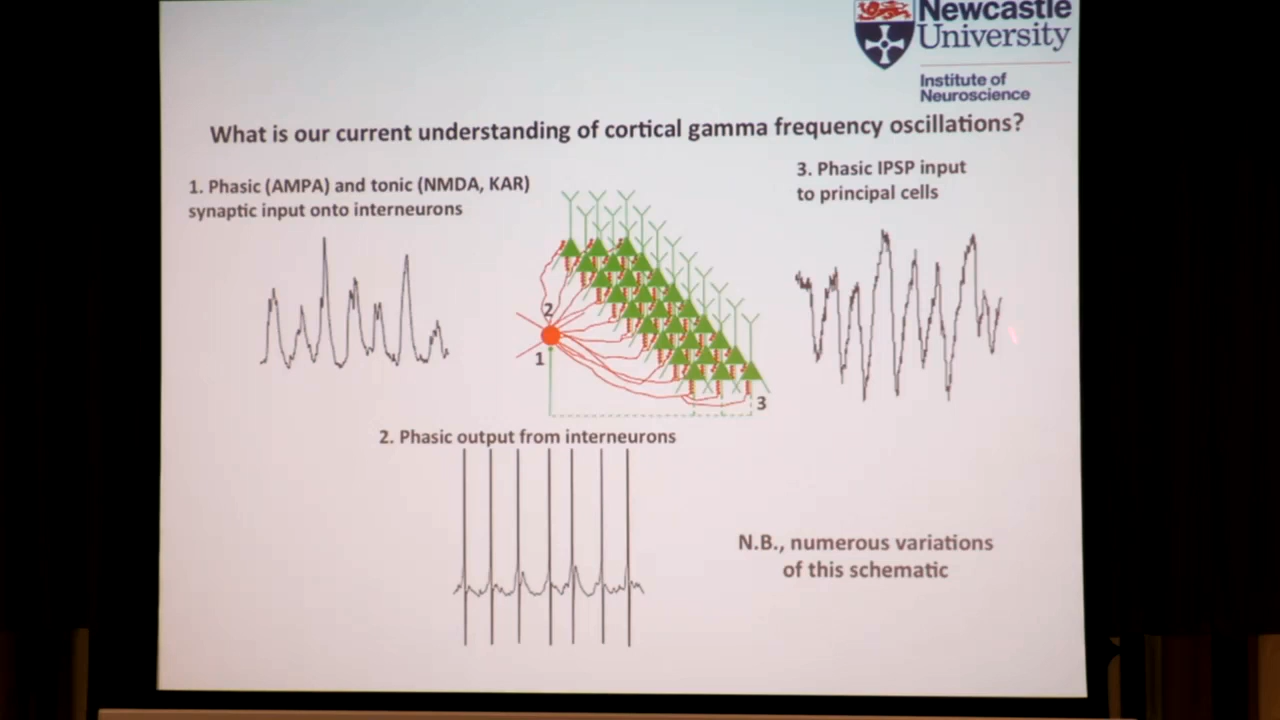 Newcastle
University
Institute of
Neuroscience
What is our current understanding of cortical gamma frequency oscillations?
1. Phasic (AMPA) and tonic (NMDA, KAR)
synaptic input onto interneurons
3. Phasic IPSP input
to principal cells
2
1
3
2. Phasic output from interneurons
N.B., numerous variations
of this schematic